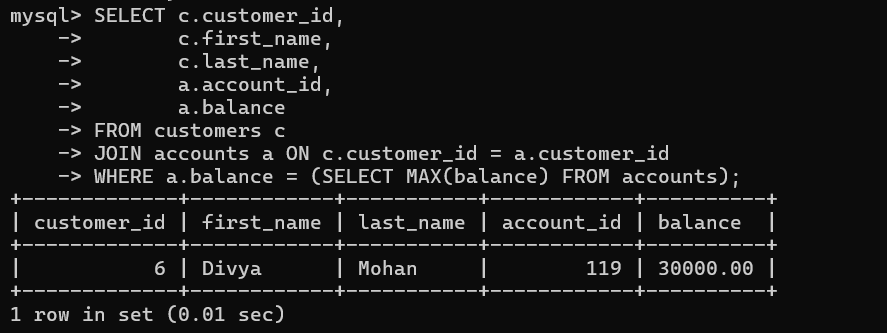 mysql> SELECT c.customer_id,
    ->        c.first_name,
    ->        c.last_name,
    ->        a.account_id,
    ->        a.balance
    -> FROM customers c
    -> JOIN accounts a ON c.customer_id = a.customer_id
    -> WHERE a.balance = (SELECT MAX(balance) FROM accounts);
+-------------+------------+-----------+------------+----------+
| customer_id | first_name | last_name | account_id | balance  |
+-------------+------------+-----------+------------+----------+
|           6 | Divya      | Mohan     |        119 | 30000.00 |
+-------------+------------+-----------+------------+----------+
1 row in set (0.01 sec)